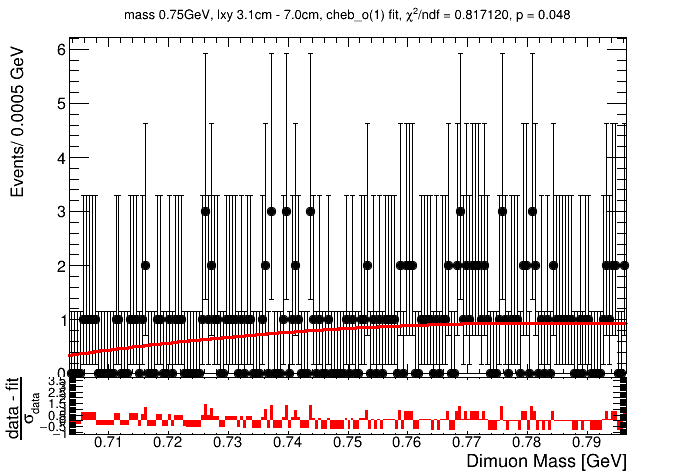 mass 0.75GeV, lxy 3.1cm - 7.0cm, cheb_o(1) fit, χ²/ndf = 0.817120, p = 0.048
Events/ 0.0005 GeV
6
5
4
3
2
1
0
data - fit
σdata
0.71 0.72 0.73 0.74 0.75 0.76 0.77 0.78 0.79
Dimuon Mass [GeV]